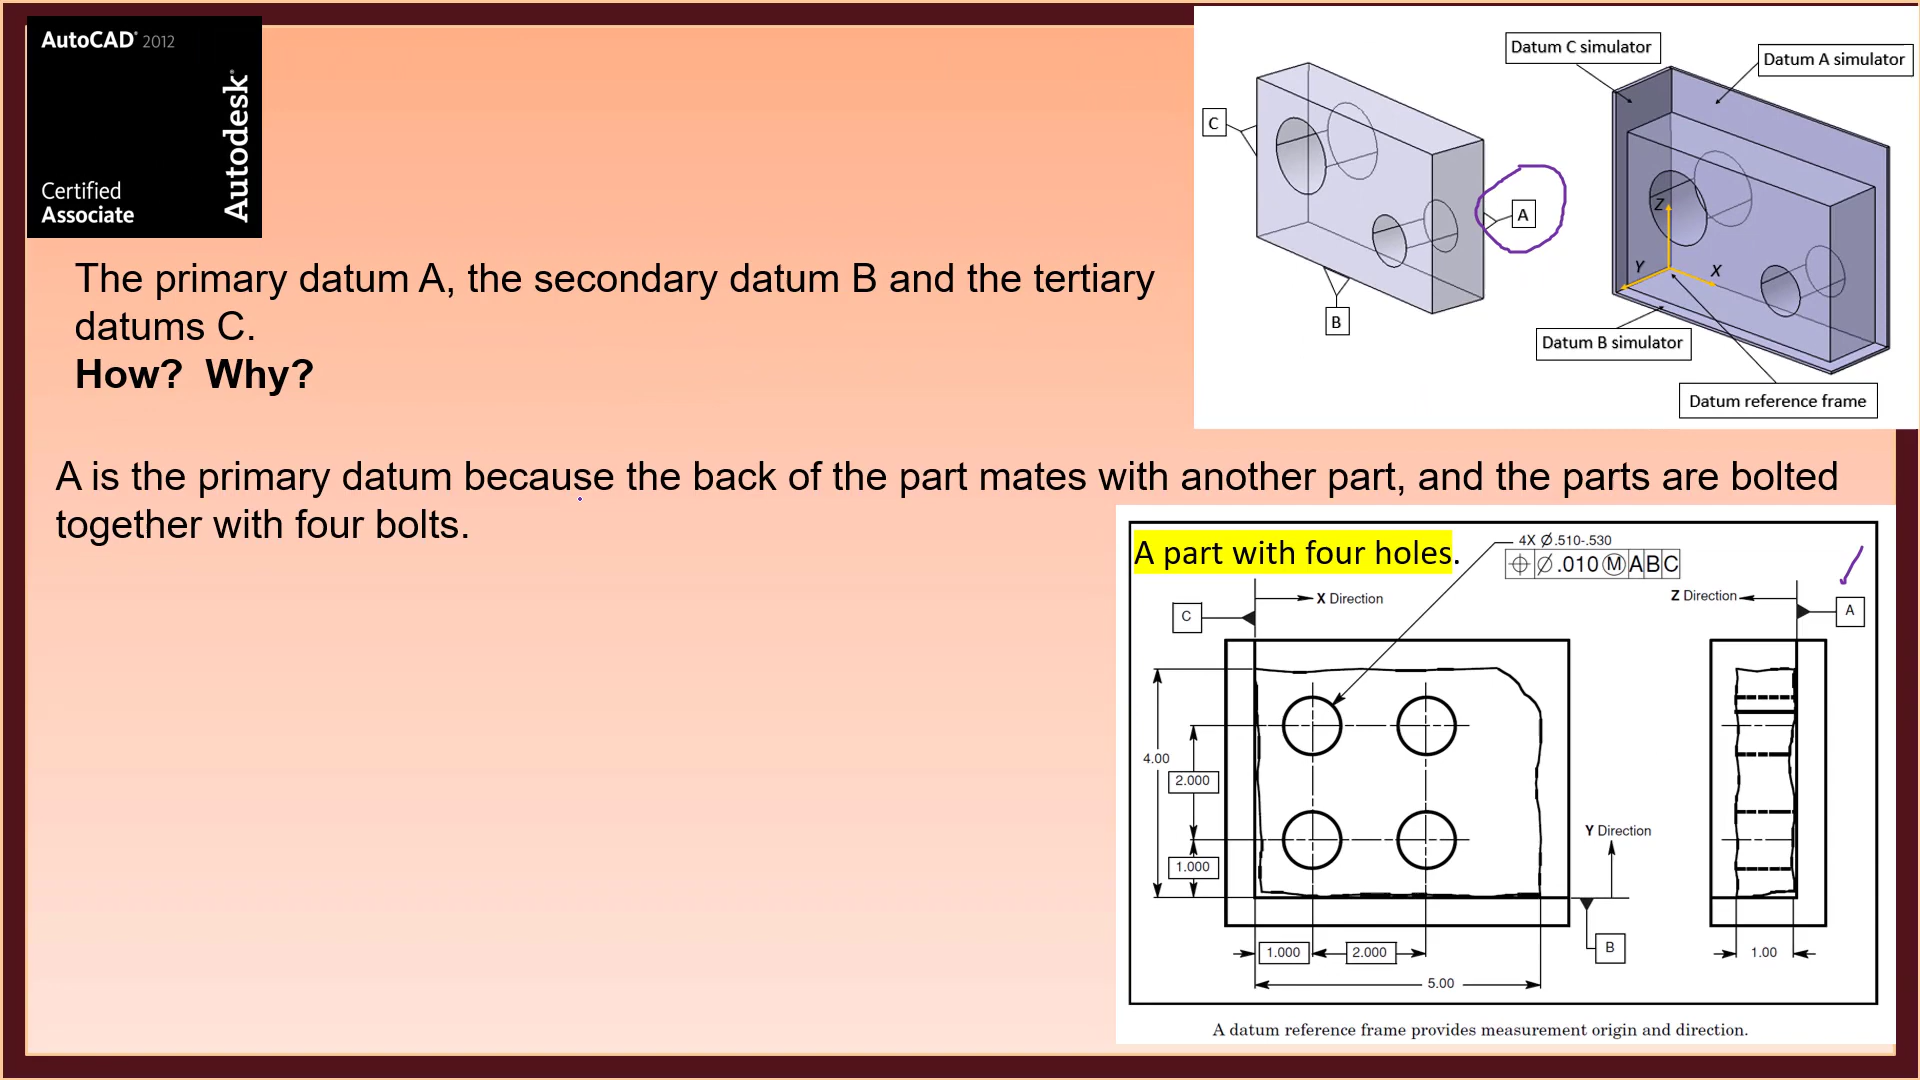 AutoCAD® 2012
Autodesk®
Certified
Associate
The primary datum A, the secondary datum B and the tertiary
datums C.
How?  Why?
A is the primary datum because the back of the part mates with another part, and the parts are bolted
together with four bolts.
C
A
B
Datum C simulator
Datum A simulator
Z
Y
X
Datum B simulator
Datum reference frame
A part with four holes.
4X Ø.510-.530
⌖ Ø .010 Ⓜ A B C
X Direction
Z Direction
C
A
4.00
2.000
1.000
Y Direction
B
1.000
2.000
5.00
1.00
A datum reference frame provides measurement origin and direction.